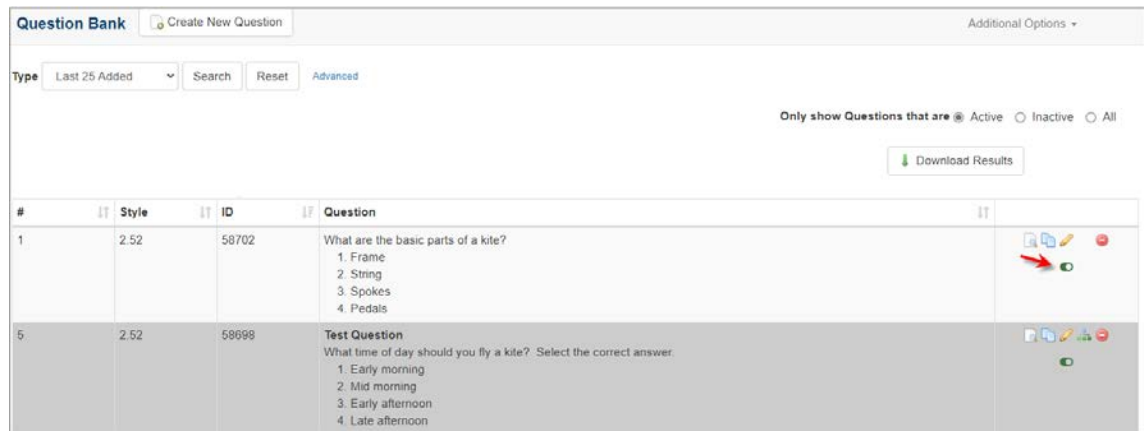 Question Bank Create New Question Additional Options
Type Last 25 Added Search Reset Advanced
Only show Questions that are Active Inactive All
Download Results
# Style ID Question
1 2.52 58702 What are the basic parts of a kite?
1. Frame
2. String
3. Spokes
4. Pedals
5 2.52 58698 Test Question
What time of day should you fly a kite? Select the correct answer.
1. Early morning
2. Mid morning
3. Early afternoon
4. Late afternoon